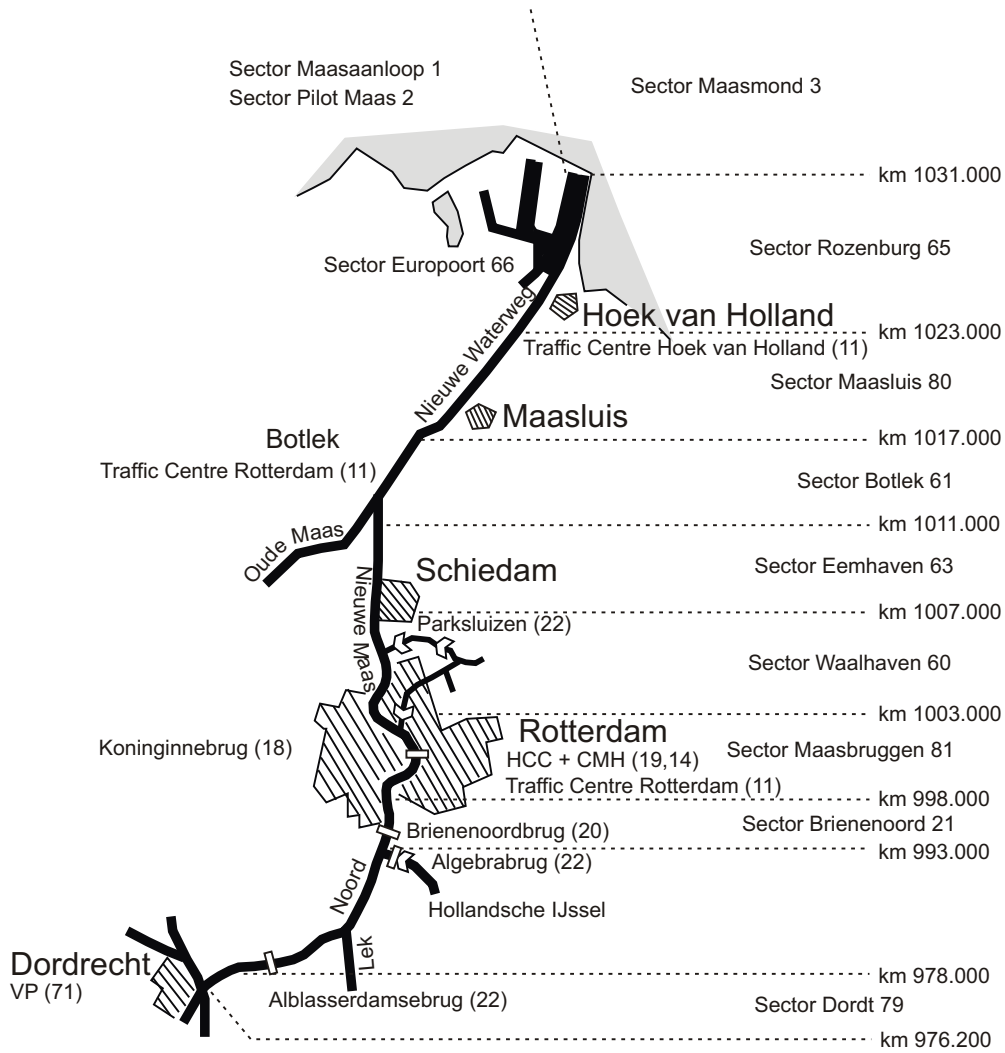 Sector Maasaanloop 1
Sector Pilot Maas 2
Sector Maasmond 3
km 1031.000
Sector Rozenburg 65
Sector Europoort 66
Hoek van Holland
km 1023.000
Traffic Centre Hoek van Holland (11)
Nieuwe Waterweg
Sector Maasluis 80
Maasluis
Botlek
km 1017.000
Traffic Centre Rotterdam (11)
Sector Botlek 61
km 1011.000
Oude Maas
Schiedam
Sector Eemhaven 63
Nieuwe Maas
km 1007.000
Parksluizen (22)
Sector Waalhaven 60
km 1003.000
Rotterdam
Koninginnebrug (18)
HCC + CMH (19,14)
Sector Maasbruggen 81
Traffic Centre Rotterdam (11)
km 998.000
Sector Brienenoord 21
Brienenoordbrug (20)
km 993.000
Algebrabrug (22)
Noord
Hollandsche IJssel
Lek
Dordrecht
VP (71)
km 978.000
Alblasserdamsebrug (22)
Sector Dordt 79
km 976.200